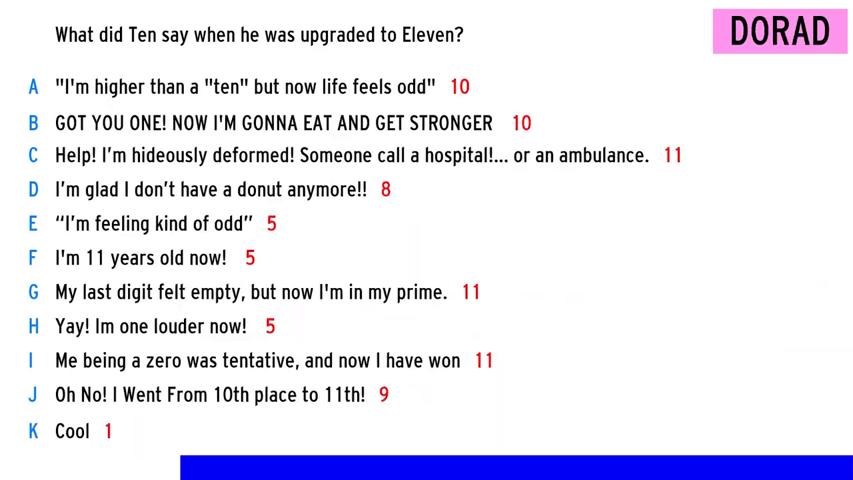 What did Ten say when he was upgraded to Eleven?
DORAD
A "I'm higher than a "ten" but now life feels odd" 10
B GOT YOU ONE! NOW I'M GONNA EAT AND GET STRONGER 10
C Help! I'm hideously deformed! Someone call a hospital!... or an ambulance. 11
D I'm glad I don't have a donut anymore!! 8
E “I'm feeling kind of odd” 5
F I'm 11 years old now! 5
G My last digit felt empty, but now I'm in my prime. 11
H Yay! Im one louder now! 5
I Me being a zero was tentative, and now I have won 11
J Oh No! I Went From 10th place to 11th! 9
K Cool 1